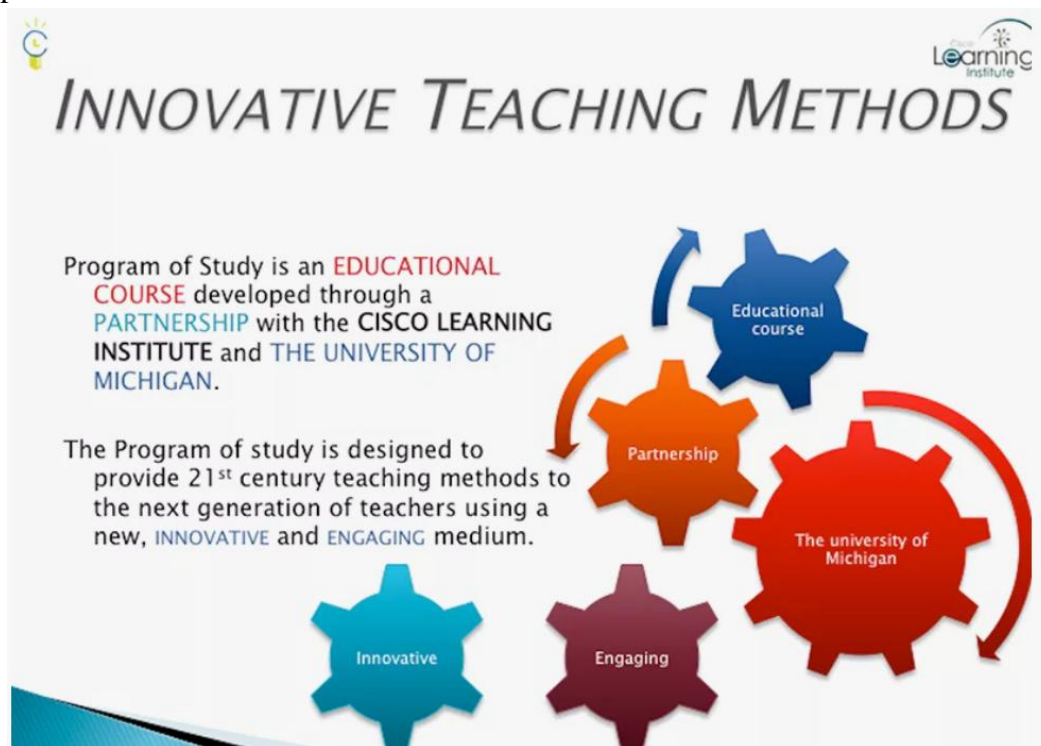 Cisco
Learning
Institute
INNOVATIVE TEACHING METHODS
Program of Study is an EDUCATIONAL
COURSE developed through a
PARTNERSHIP with the CISCO LEARNING
INSTITUTE and THE UNIVERSITY OF
MICHIGAN.
The Program of study is designed to
provide 21st century teaching methods to
the next generation of teachers using a
new, INNOVATIVE and ENGAGING medium.
Educational
course
Partnership
The university of
Michigan
Innovative
Engaging